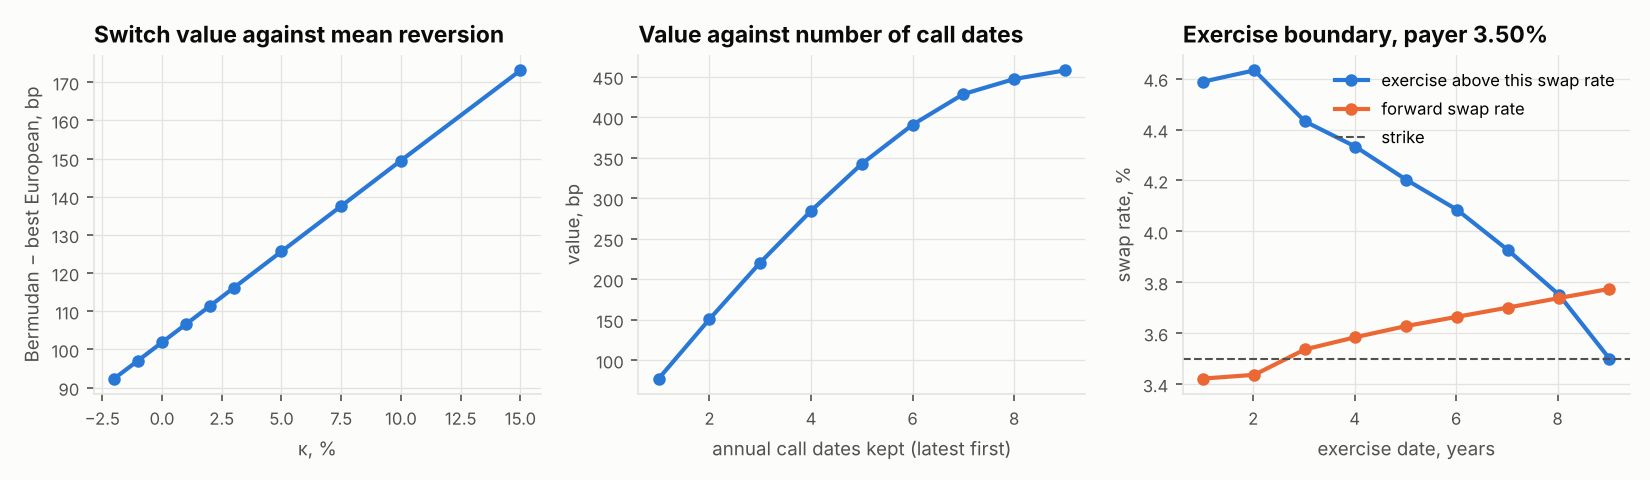 Switch value against mean reversion
Bermudan − best European, bp
170
160
150
140
130
120
110
100
90
−2.5 0.0 2.5 5.0 7.5 10.0 12.5 15.0
κ, %
Value against number of call dates
value, bp
450
400
350
300
250
200
150
100
2 4 6 8
annual call dates kept (latest first)
Exercise boundary, payer 3.50%
exercise above this swap rate
forward swap rate
strike
swap rate, %
4.6
4.4
4.2
4.0
3.8
3.6
3.4
2 4 6 8
exercise date, years